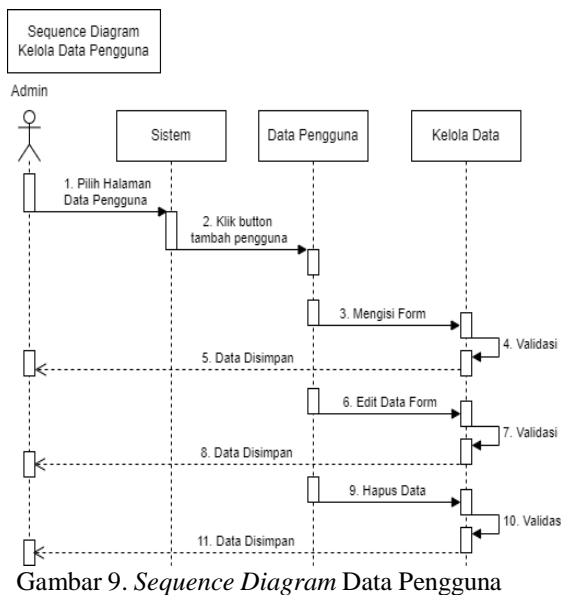 Sequence Diagram
Kelola Data Pengguna
Admin
Sistem
Data Pengguna
Kelola Data
1. Pilih Halaman
Data Pengguna
2. Klik button
tambah pengguna
3. Mengisi Form
4. Validasi
5. Data Disimpan
6. Edit Data Form
7. Validasi
8. Data Disimpan
9. Hapus Data
10. Validas
11. Data Disimpan
Gambar 9. Sequence Diagram Data Pengguna